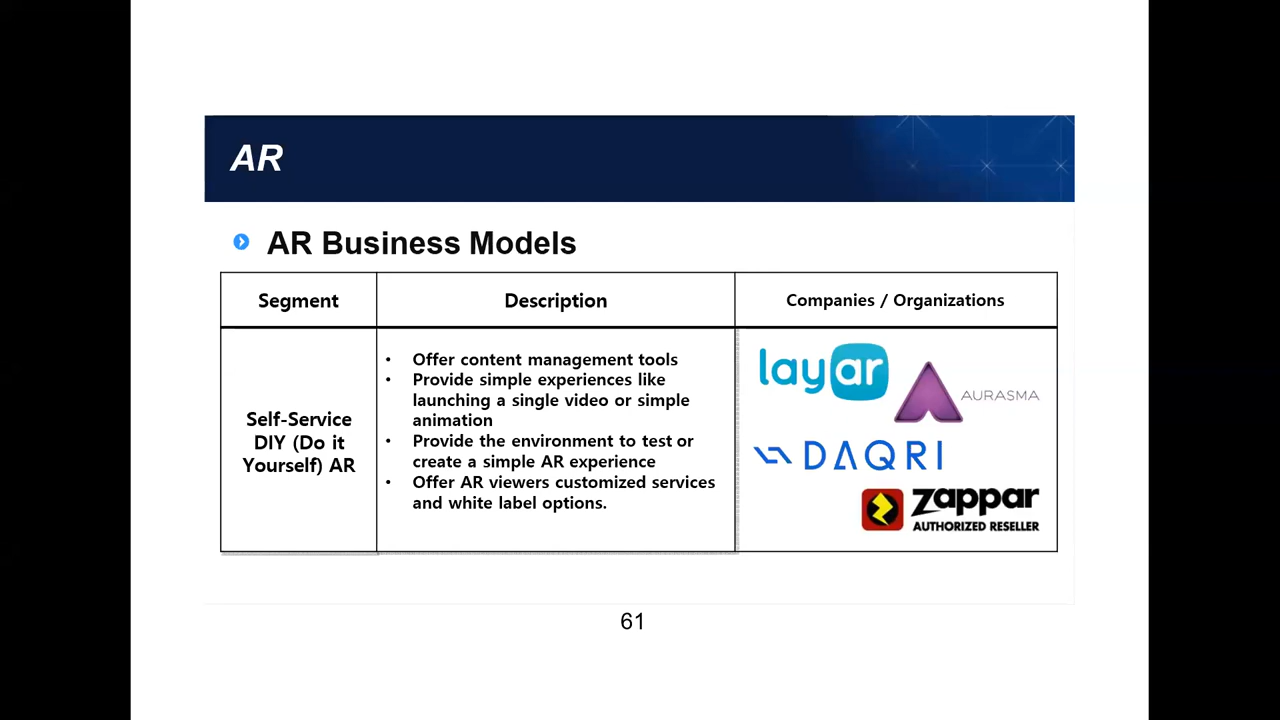 AR
AR Business Models
Segment
Description
Companies / Organizations
Self-Service
DIY (Do it
Yourself) AR
• Offer content management tools
• Provide simple experiences like
launching a single video or simple
animation
• Provide the environment to test or
create a simple AR experience
• Offer AR viewers customized services
and white label options.
layar
AURASMA
DAQRI
zappar
AUTHORIZED RESELLER
61